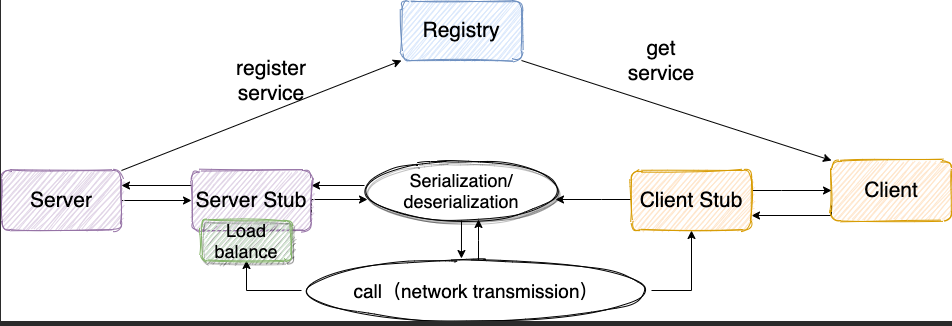 Registry
register
service
get
service
Server
Server Stub
Load
balance
Serialization/
deserialization
Client Stub
Client
call（network transmission）